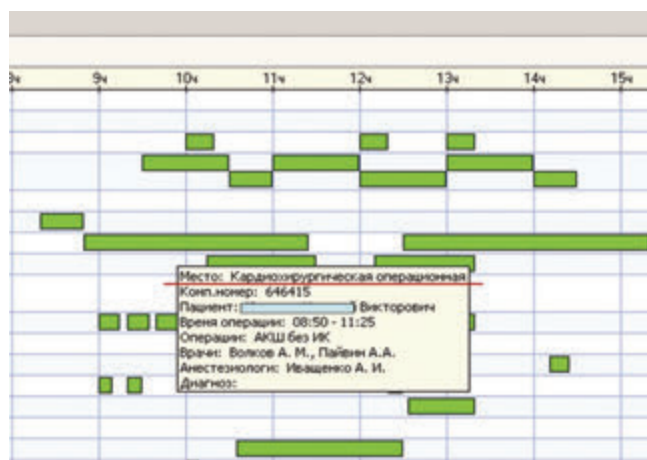 9ч 10ч 11ч 12ч 13ч 14ч 15ч
Место: Кардиохирургическая операционная
Комп.номер: 646415
Пациент: Викторович
Время операции: 08:50 - 11:25
Операции: АКШ без ИК
Врачи: Волков А. М., Пайвин А.А.
Анестезиологи: Иващенко А. И.
Диагноз: